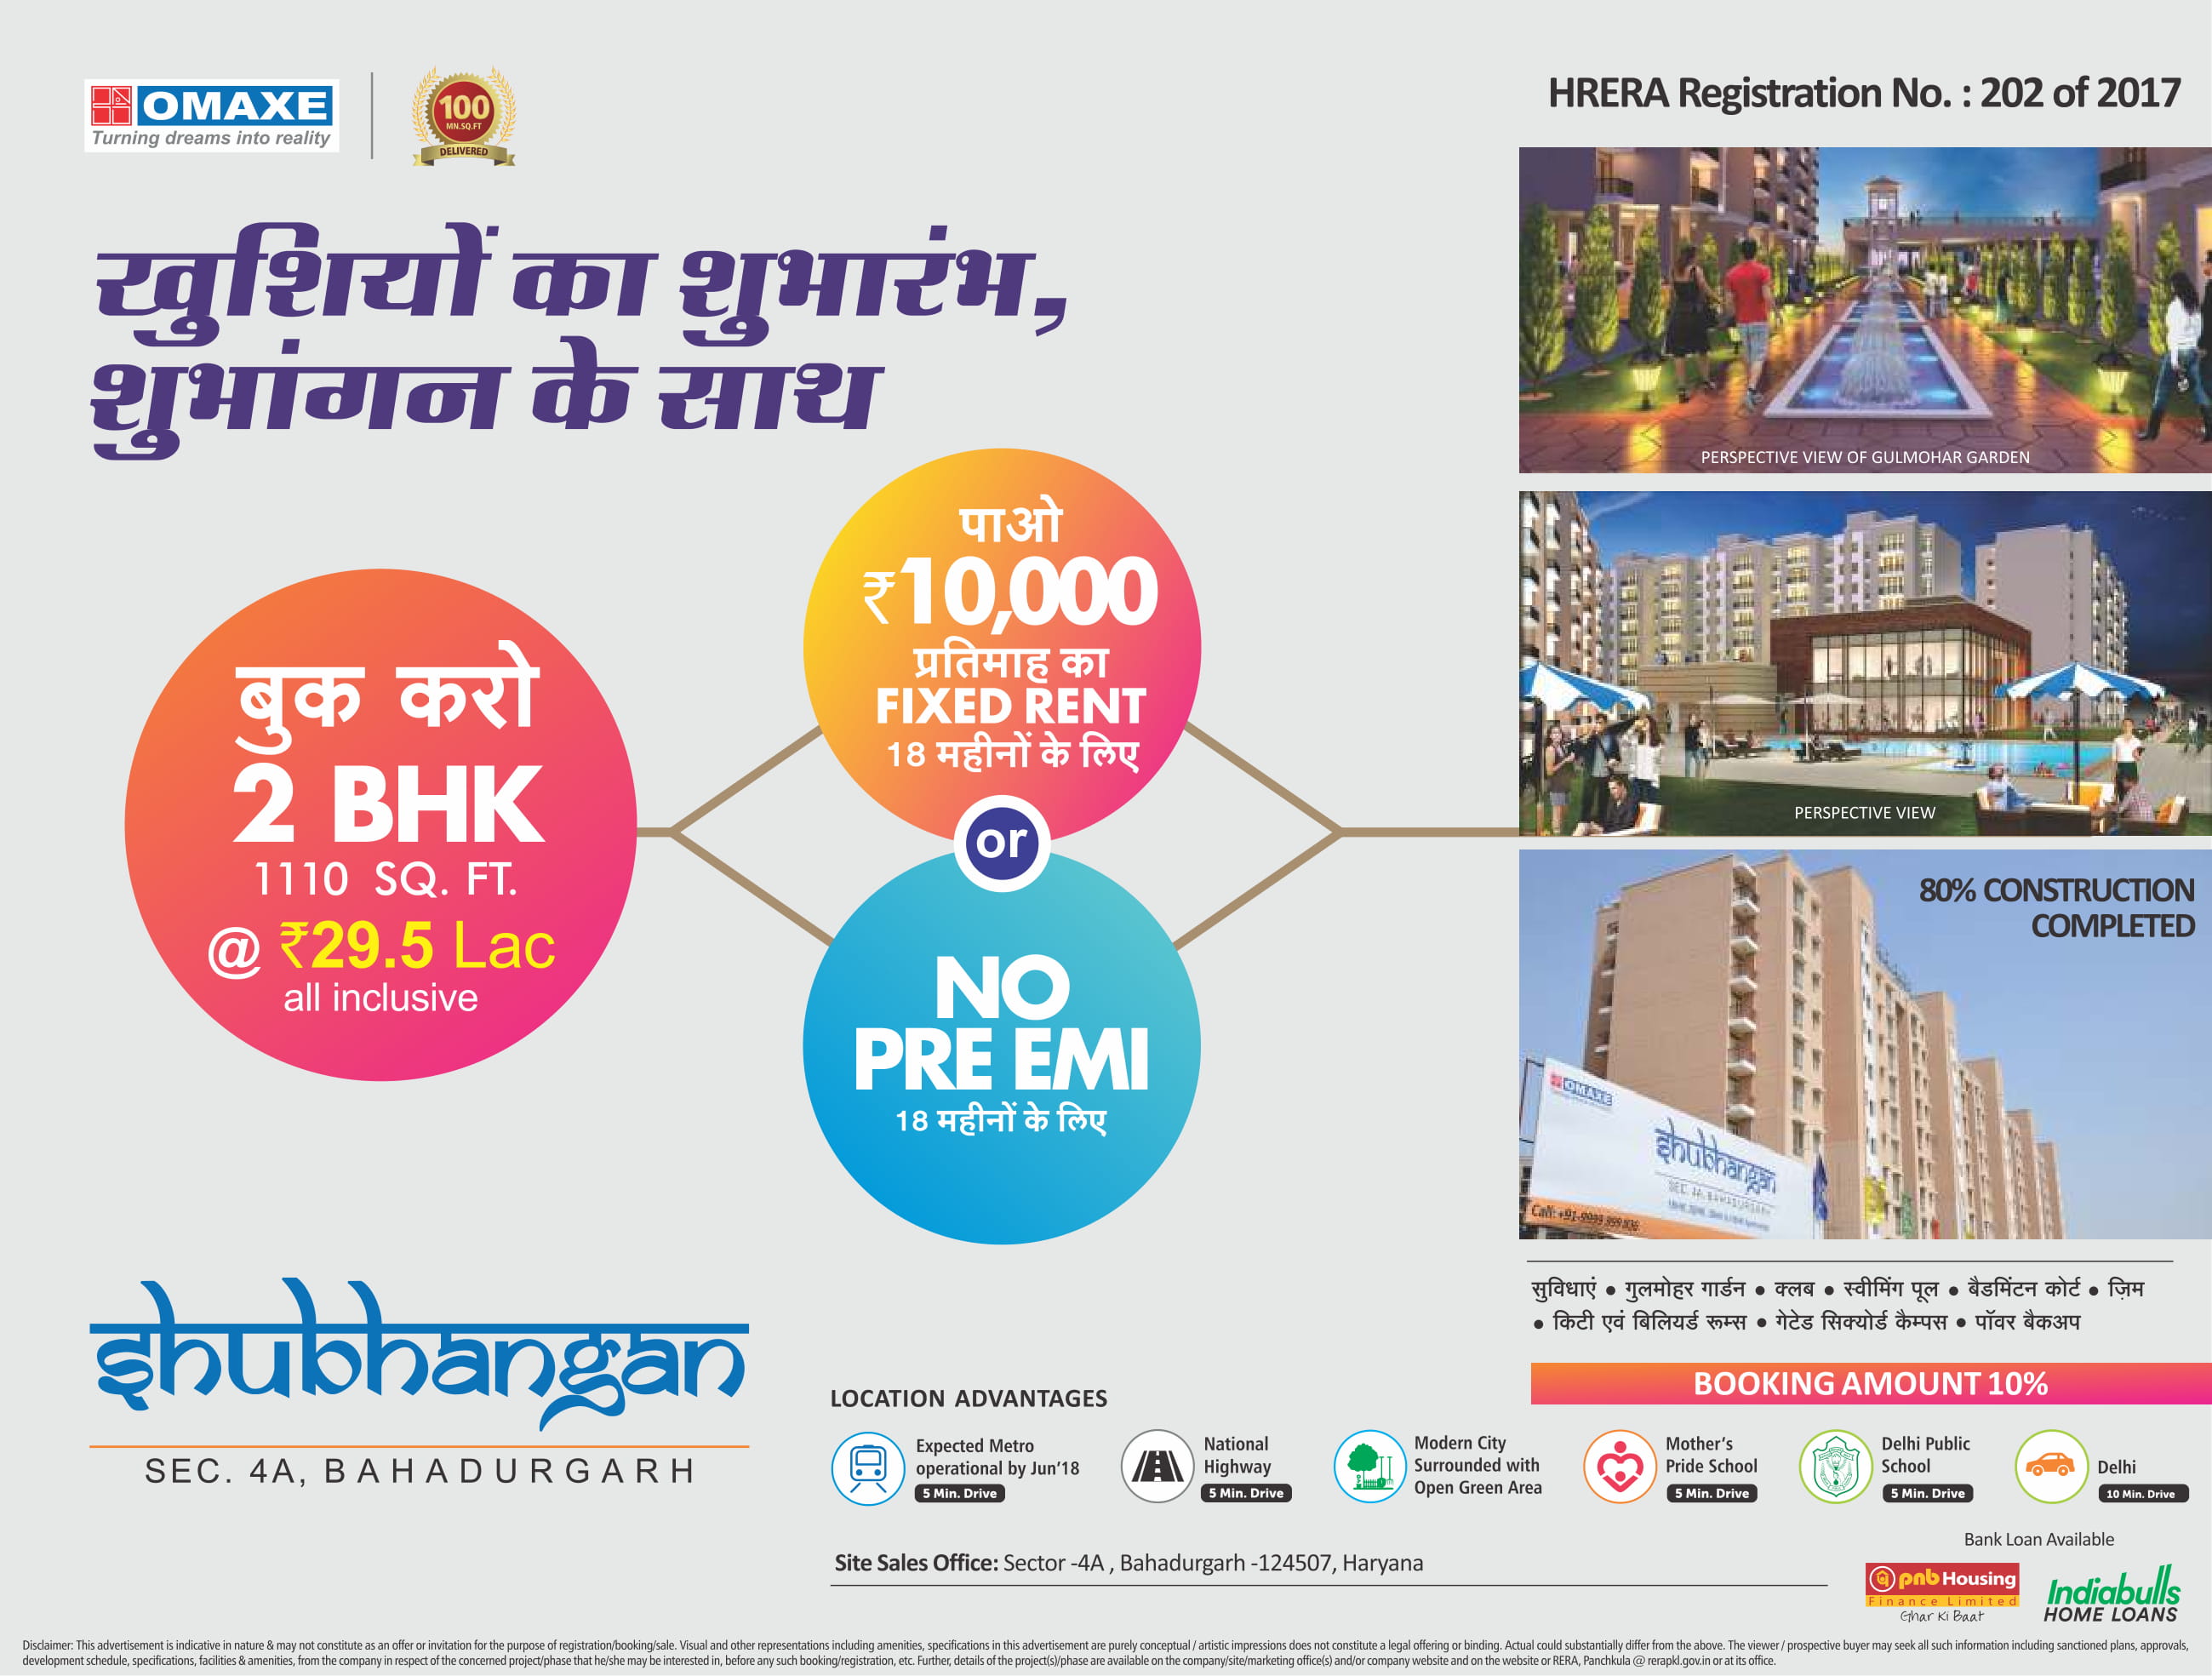 OMAXE
Turning dreams into reality
100
MN.SQ.FT
DELIVERED
HRERA Registration No. : 202 of 2017
खुशियों का शुभारंभ,
शुभांगन के साथ
बुक करो
2 BHK
1110 SQ. FT.
@ ₹29.5 Lac
all inclusive
पाओ
₹10,000
प्रतिमाह का
FIXED RENT
18 महीनों के लिए
or
NO
PRE EMI
18 महीनों के लिए
PERSPECTIVE VIEW OF GULMOHAR GARDEN
PERSPECTIVE VIEW
80% CONSTRUCTION
COMPLETED
OMAXE
shubhangan
SEC. 4A, BAHADURGARH
Call: +91-9999 999 836
सुविधाएं • गुलमोहर गार्डन • क्लब • स्वीमिंग पूल • बैडमिंटन कोर्ट • ज़िम
• किटी एवं बिलियर्ड रूम्स • गेटेड सिक्योर्ड कैम्पस • पॉवर बैकअप
BOOKING AMOUNT 10%
shubhangan
SEC. 4A, BAHADURGARH
LOCATION ADVANTAGES
Expected Metro
operational by Jun'18
5 Min. Drive
National
Highway
5 Min. Drive
Modern City
Surrounded with
Open Green Area
Mother's
Pride School
5 Min. Drive
Delhi Public
School
5 Min. Drive
Delhi
10 Min. Drive
Site Sales Office: Sector -4A , Bahadurgarh -124507, Haryana
Bank Loan Available
pnb Housing
Finance Limited
Ghar Ki Baat
Indiabulls
HOME LOANS
Disclaimer: This advertisement is indicative in nature & may not constitute as an offer or invitation for the purpose of registration/booking/sale. Visual and other representations including amenities, specifications in this advertisement are purely conceptual / artistic impressions does not constitute a legal offering or binding. Actual could substantially differ from the above. The viewer / prospective buyer may seek all such information including sanctioned plans, approvals,
development schedule, specifications, facilities & amenities, from the company in respect of the concerned project/phase that he/she may be interested in, before any such booking/registration, etc. Further, details of the project(s)/phase are available on the company/site/marketing office(s) and/or company website and on the website or RERA, Panchkula @ rerapkl.gov.in or at its office.